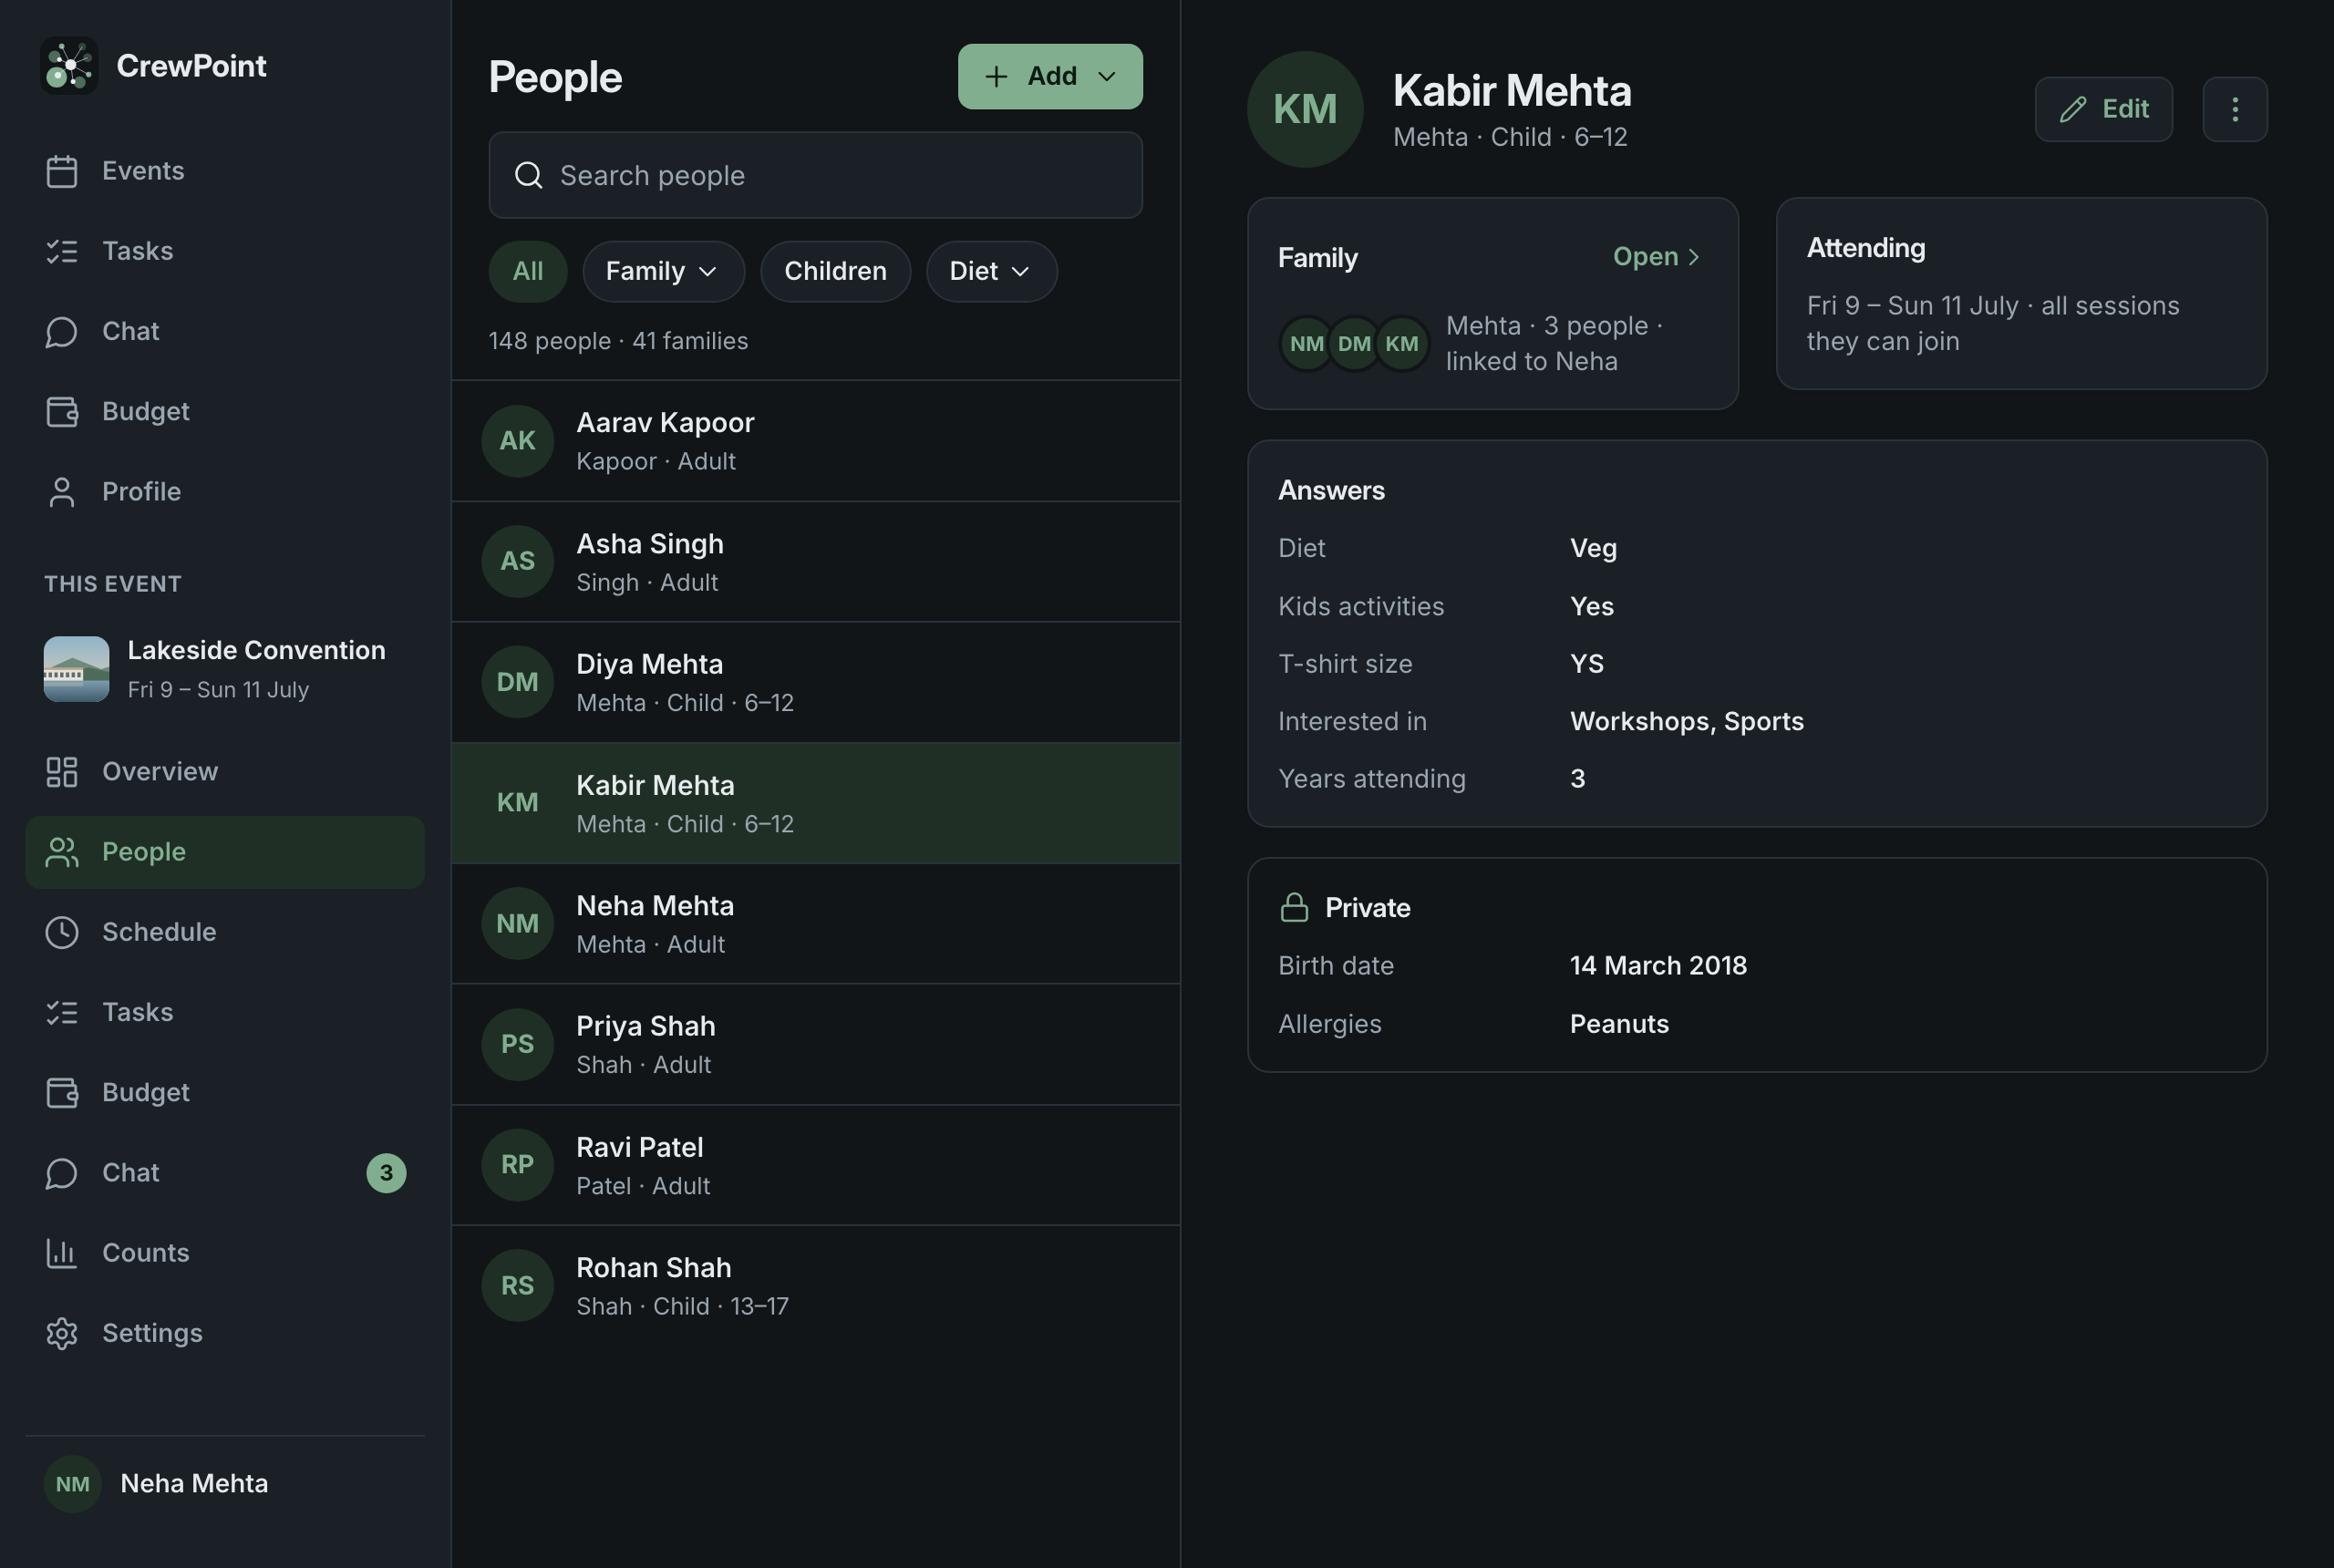 CrewPoint
Events
Tasks
Chat
Budget
Profile
THIS EVENT
Lakeside Convention
Fri 9 – Sun 11 July
Overview
People
Schedule
Tasks
Budget
Chat
3
Counts
Settings
NM
Neha Mehta
People
Add
Search people
All
Family
Children
Diet
148 people · 41 families
AK
Aarav Kapoor
Kapoor · Adult
AS
Asha Singh
Singh · Adult
DM
Diya Mehta
Mehta · Child · 6–12
KM
Kabir Mehta
Mehta · Child · 6–12
NM
Neha Mehta
Mehta · Adult
PS
Priya Shah
Shah · Adult
RP
Ravi Patel
Patel · Adult
RS
Rohan Shah
Shah · Child · 13–17
KM
Kabir Mehta
Mehta · Child · 6–12
Edit
Family
Open
NM DM KM
Mehta · 3 people ·
linked to Neha
Attending
Fri 9 – Sun 11 July · all sessions
they can join
Answers
Diet Veg
Kids activities Yes
T-shirt size YS
Interested in Workshops, Sports
Years attending 3
Private
Birth date 14 March 2018
Allergies Peanuts